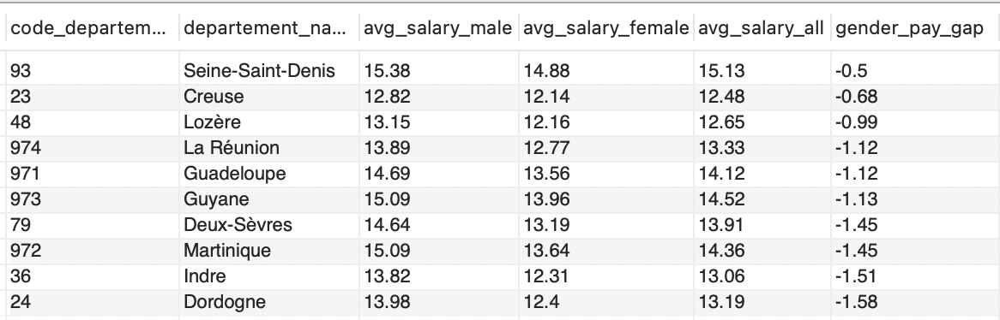 code_departem... departement_na... avg_salary_male avg_salary_female avg_salary_all gender_pay_gap
93 Seine-Saint-Denis 15.38 14.88 15.13 -0.5
23 Creuse 12.82 12.14 12.48 -0.68
48 Lozère 13.15 12.16 12.65 -0.99
974 La Réunion 13.89 12.77 13.33 -1.12
971 Guadeloupe 14.69 13.56 14.12 -1.12
973 Guyane 15.09 13.96 14.52 -1.13
79 Deux-Sèvres 14.64 13.19 13.91 -1.45
972 Martinique 15.09 13.64 14.36 -1.45
36 Indre 13.82 12.31 13.06 -1.51
24 Dordogne 13.98 12.4 13.19 -1.58